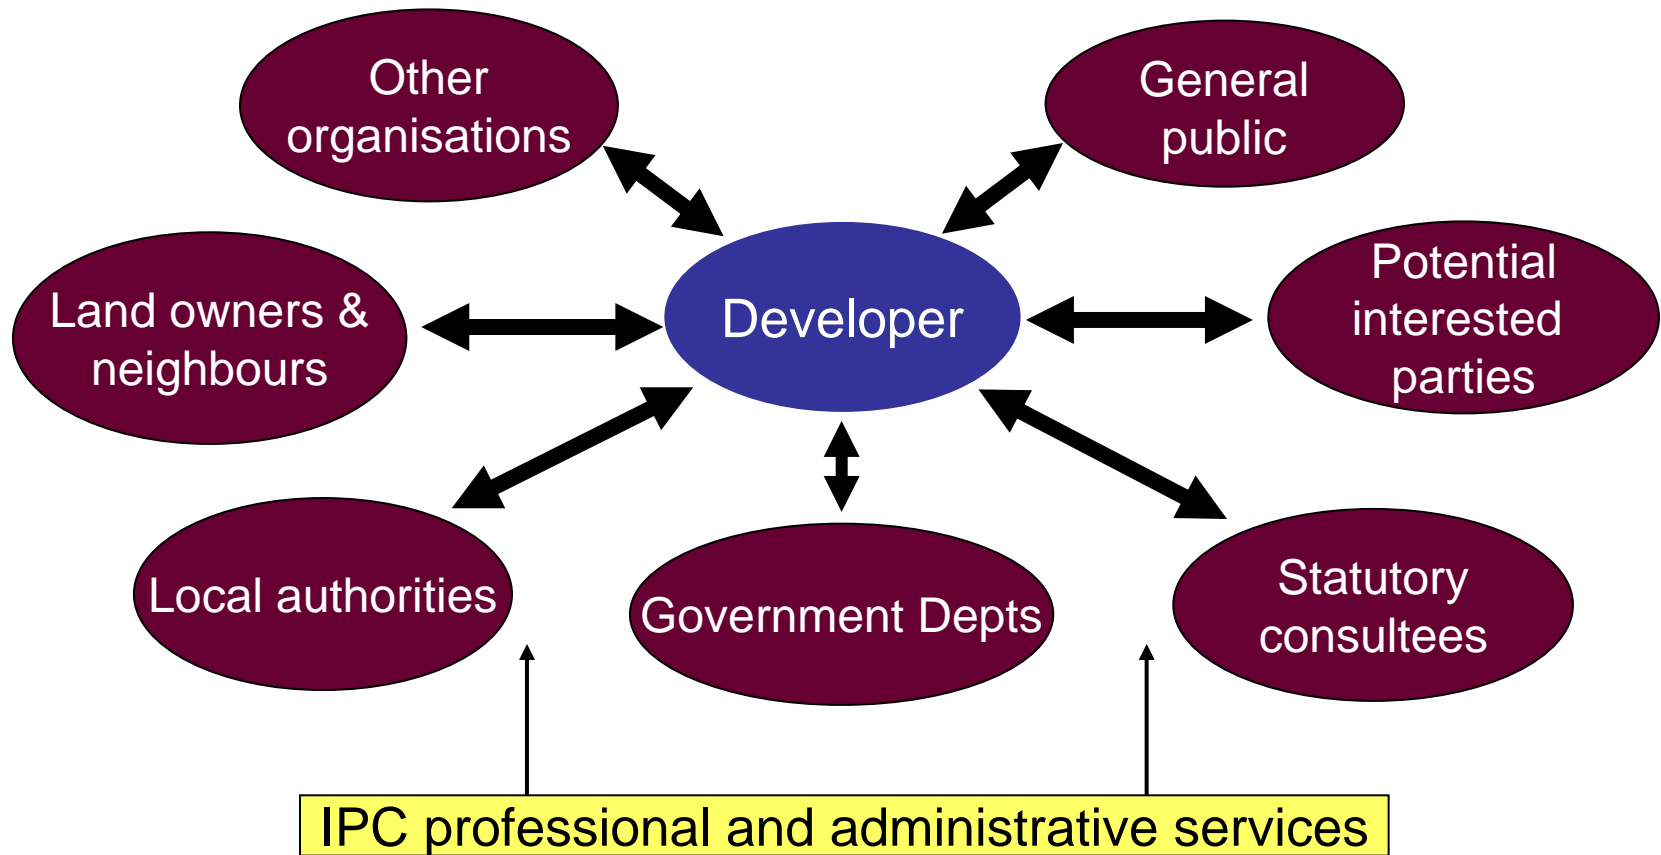 Other
organisations
General
public
Land owners &
neighbours
Developer
Potential
interested
parties
Local authorities
Government Depts
Statutory
consultees
IPC professional and administrative services